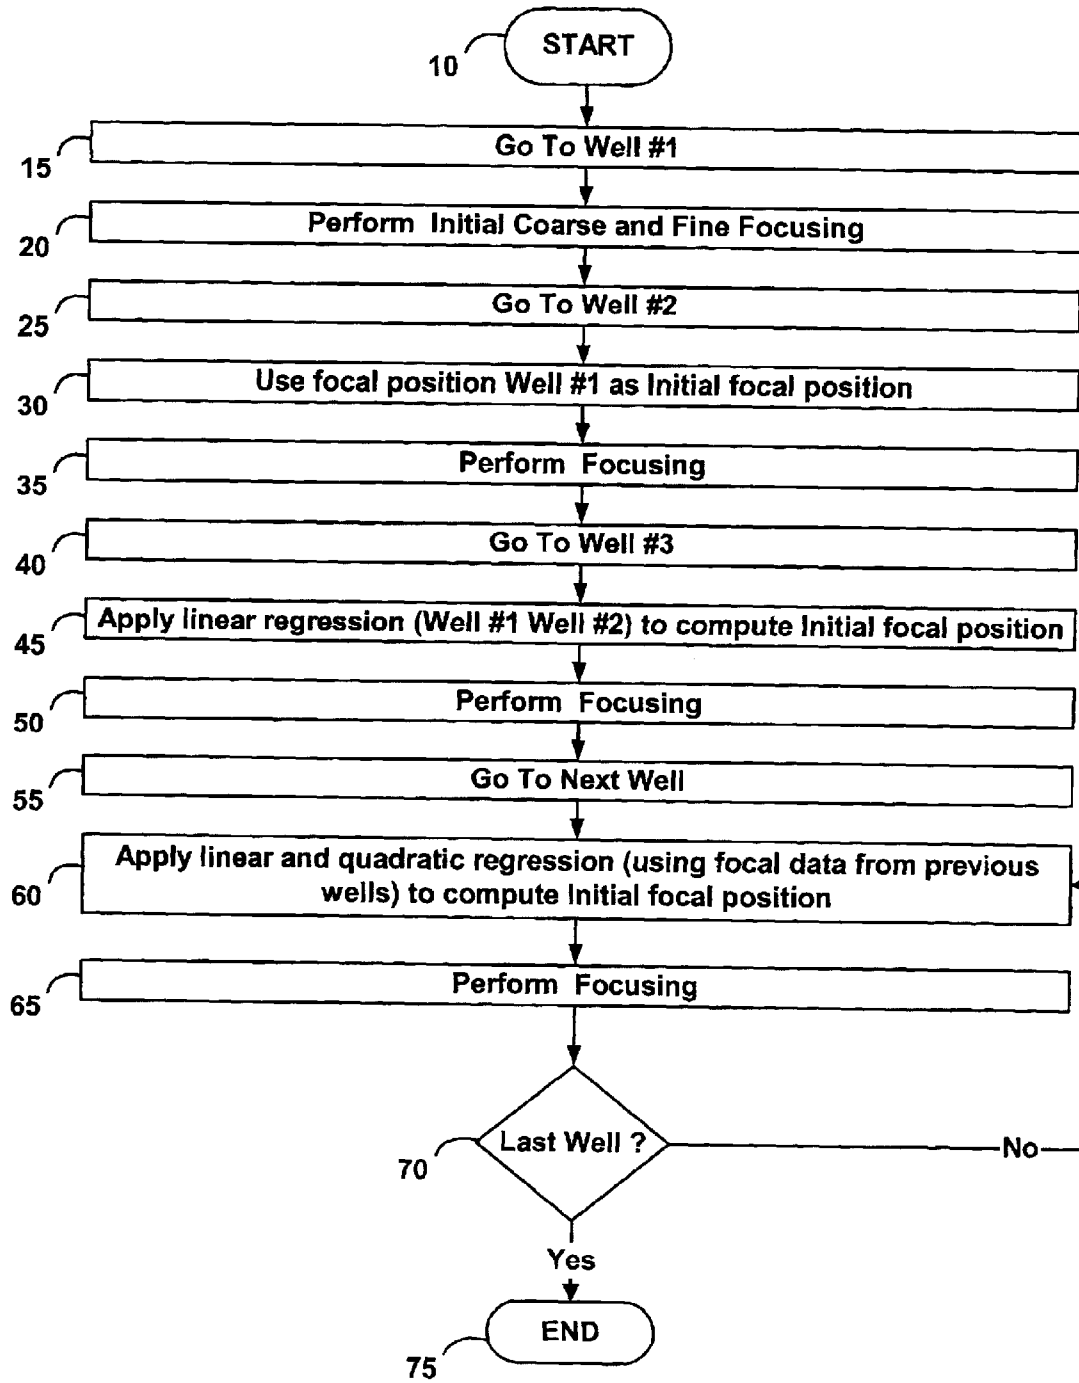 START
10
Go To Well #1
15
Perform Initial Coarse and Fine Focusing
20
Go To Well #2
25
Use focal position Well #1 as Initial focal position
30
Perform Focusing
35
Go To Well #3
40
Apply linear regression (Well #1 Well #2) to compute Initial focal position
45
Perform Focusing
50
Go To Next Well
55
Apply linear and quadratic regression (using focal data from previous
wells) to compute Initial focal position
60
Perform Focusing
65
Last Well ?
70
No
Yes
END
75